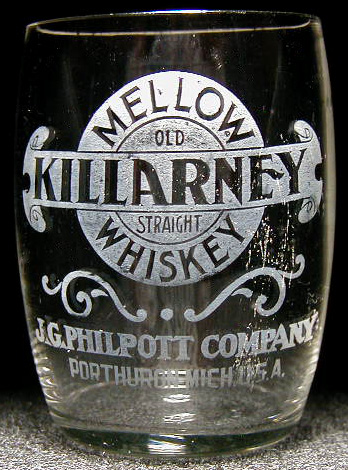 MELLOW
OLD
KILLARNEY
STRAIGHT
WHISKEY
J.G. PHILPOTT COMPANY
PORT HURON MICH. U.S.A.